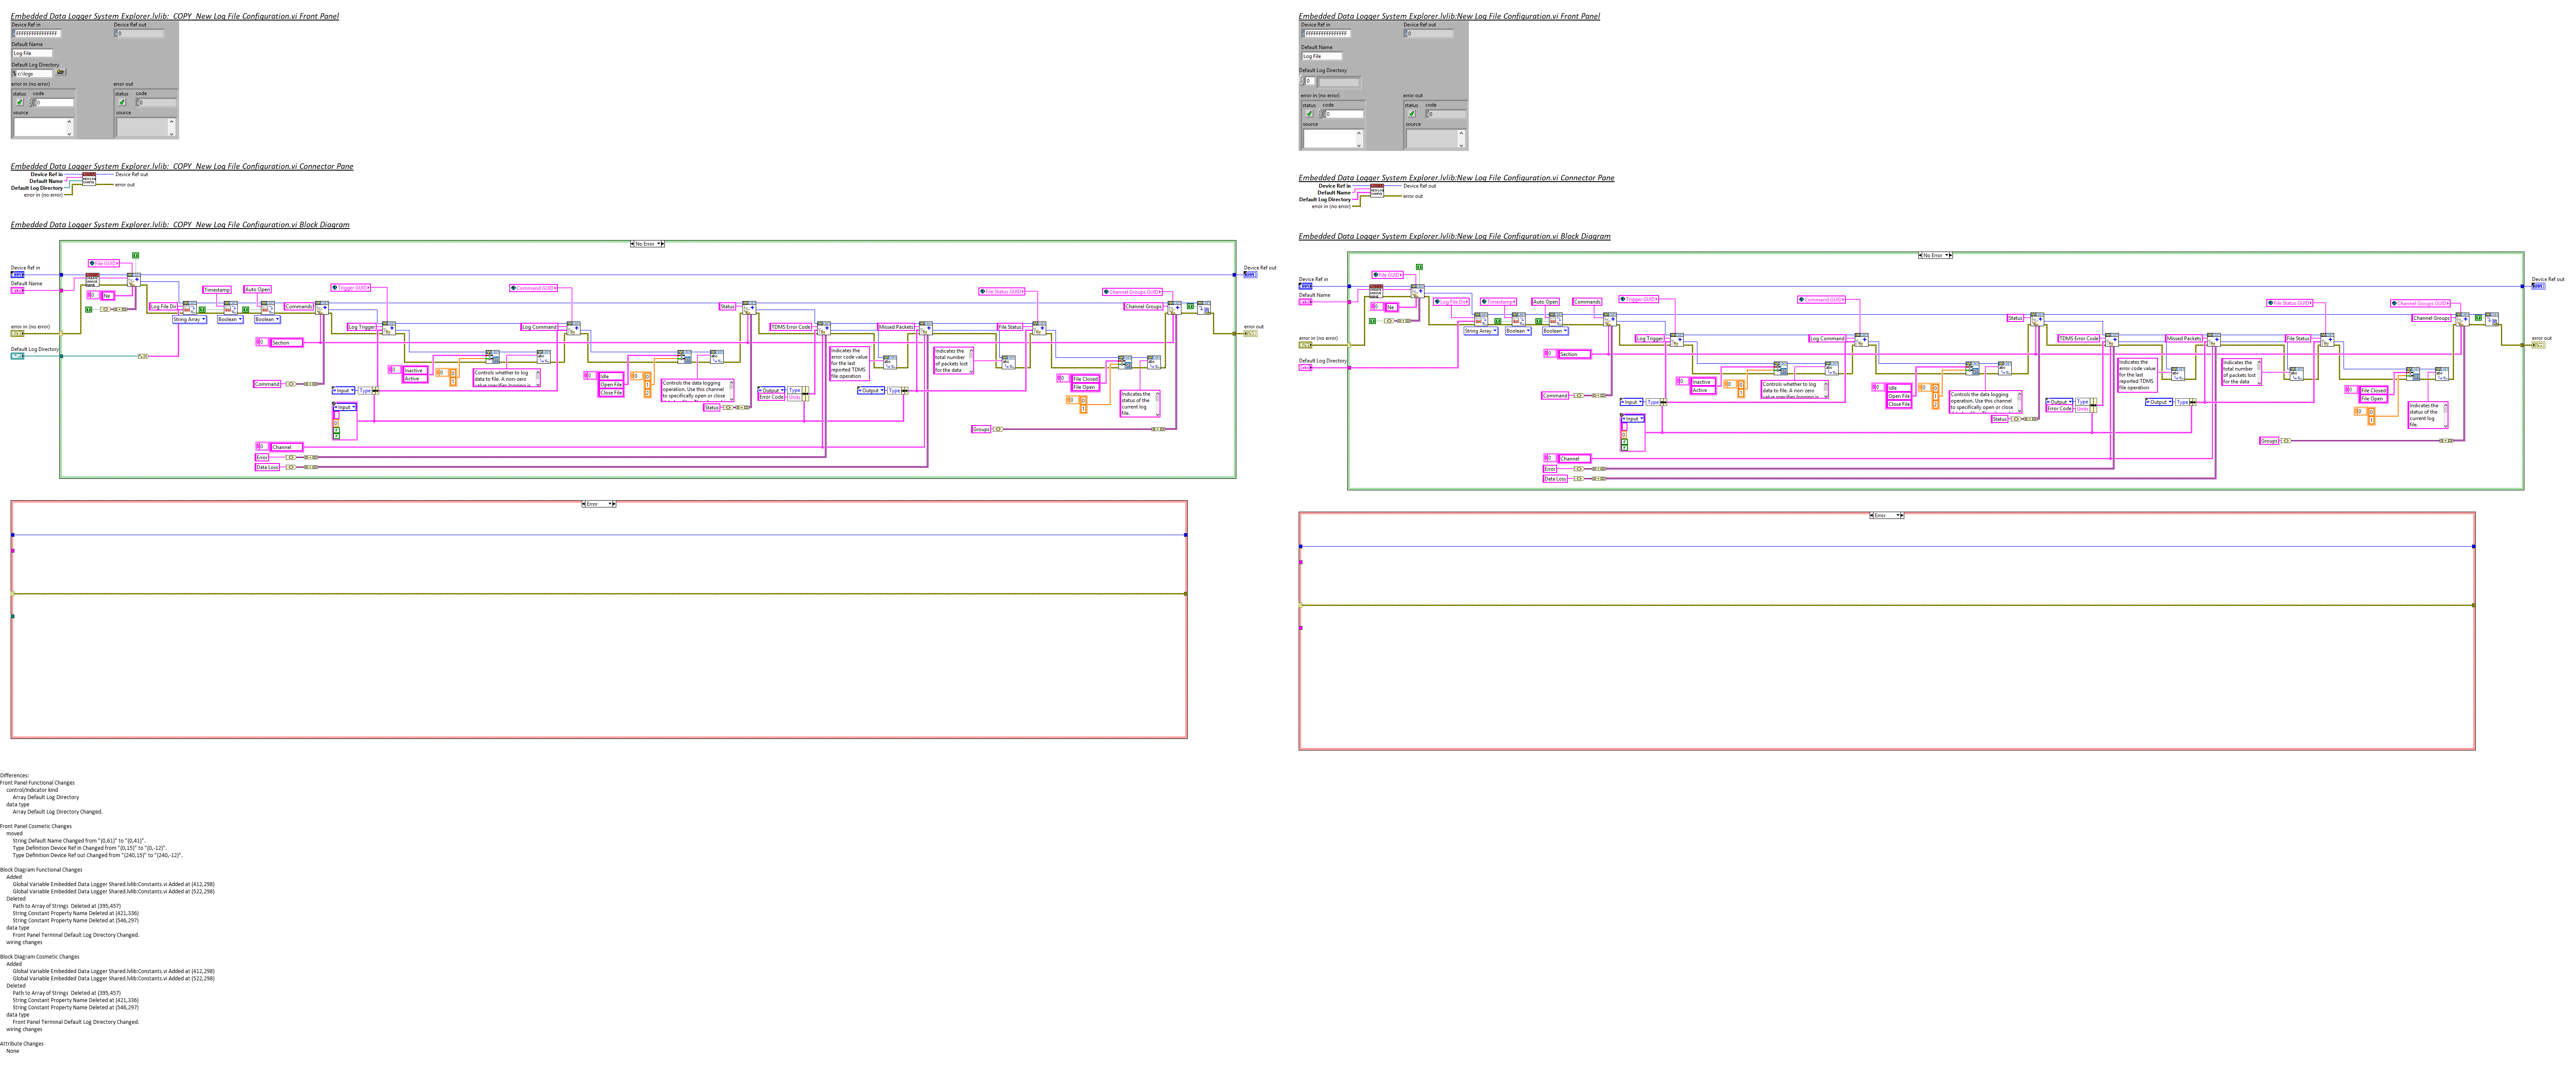 Embedded Data Logger System Explorer.lvlib:_COPY_New Log File Configuration.vi Front Panel
Device Ref in
Device Ref out
FFFFFFFFFFFFFFFF
0
Default Name
Log File
Default Log Directory
c:\logs
error in (no error)
error out
status code
status code
0
0
source
source
Embedded Data Logger System Explorer.lvlib:_COPY_New Log File Configuration.vi Connector Pane
Device Ref in
Default Name
Default Log Directory
error in (no error)
Device Ref out
error out
Embedded Data Logger System Explorer.lvlib:_COPY_New Log File Configuration.vi Block Diagram
No Error
Device Ref in
Default Name
error in (no error)
Default Log Directory
Device Ref out
error out
File GUID
Ne
Log File Dir
Timestamp
Auto Open
Commands
String Array
Boolean
Boolean
Trigger GUID
Command GUID
File Status GUID
Channel Groups GUID
Log Trigger
Log Command
Status
TDMS Error Code
Missed Packets
File Status
Channel Groups
Section
Inactive
Active
Controls whether to log
data to file. A non-zero
value specifies logging is
Idle
Open File
Close File
Controls the data logging
operation. Use this channel
to specifically open or close
Indicates the
error code value
for the last
reported TDMS
file operation
Indicates the
total number
of packets lost
for the data
File Closed
File Open
Indicates the
status of the
current log
file.
Command
Input
Type
Input
Status
Output
Type
Error Code
Units
Output
Type
Groups
Channel
Error
Data Loss
Error
Embedded Data Logger System Explorer.lvlib:New Log File Configuration.vi Front Panel
Device Ref in
Device Ref out
FFFFFFFFFFFFFFFF
0
Default Name
Log File
Default Log Directory
0
error in (no error)
error out
status code
status code
0
0
source
source
Embedded Data Logger System Explorer.lvlib:New Log File Configuration.vi Connector Pane
Device Ref in
Default Name
Default Log Directory
error in (no error)
Device Ref out
error out
Embedded Data Logger System Explorer.lvlib:New Log File Configuration.vi Block Diagram
No Error
Device Ref in
Default Name
error in (no error)
Default Log Directory
Device Ref out
error out
File GUID
Ne
Log File Dir
Timestamp
Auto Open
Commands
String Array
Boolean
Boolean
Trigger GUID
Command GUID
File Status GUID
Channel Groups GUID
Log Trigger
Log Command
Status
TDMS Error Code
Missed Packets
File Status
Channel Groups
Section
Inactive
Active
Controls whether to log
data to file. A non-zero
value specifies logging is
Idle
Open File
Close File
Controls the data logging
operation. Use this channel
to specifically open or close
Indicates the
error code value
for the last
reported TDMS
file operation
Indicates the
total number
of packets lost
for the data
File Closed
File Open
Indicates the
status of the
current log
file.
Command
Input
Type
Input
Status
Output
Type
Error Code
Units
Output
Type
Groups
Channel
Error
Data Loss
Error
Differences:
Front Panel Functional Changes
control/indicator kind
Array Default Log Directory
data type
Array Default Log Directory Changed.
Front Panel Cosmetic Changes
moved
String Default Name Changed from "(0,61)" to "(0,41)".
Type Definition Device Ref in Changed from "(0,15)" to "(0,-12)".
Type Definition Device Ref out Changed from "(240,15)" to "(240,-12)".
Block Diagram Functional Changes
Added
Global Variable Embedded Data Logger Shared.lvlib:Constants.vi Added at (412,298)
Global Variable Embedded Data Logger Shared.lvlib:Constants.vi Added at (522,298)
Deleted
Path to Array of Strings  Deleted at (395,457)
String Constant Property Name Deleted at (421,336)
String Constant Property Name Deleted at (546,297)
data type
Front Panel Terminal Default Log Directory Changed.
wiring changes
Block Diagram Cosmetic Changes
Added
Global Variable Embedded Data Logger Shared.lvlib:Constants.vi Added at (412,298)
Global Variable Embedded Data Logger Shared.lvlib:Constants.vi Added at (522,298)
Deleted
Path to Array of Strings  Deleted at (395,457)
String Constant Property Name Deleted at (421,336)
String Constant Property Name Deleted at (546,297)
data type
Front Panel Terminal Default Log Directory Changed.
wiring changes
Attribute Changes
None